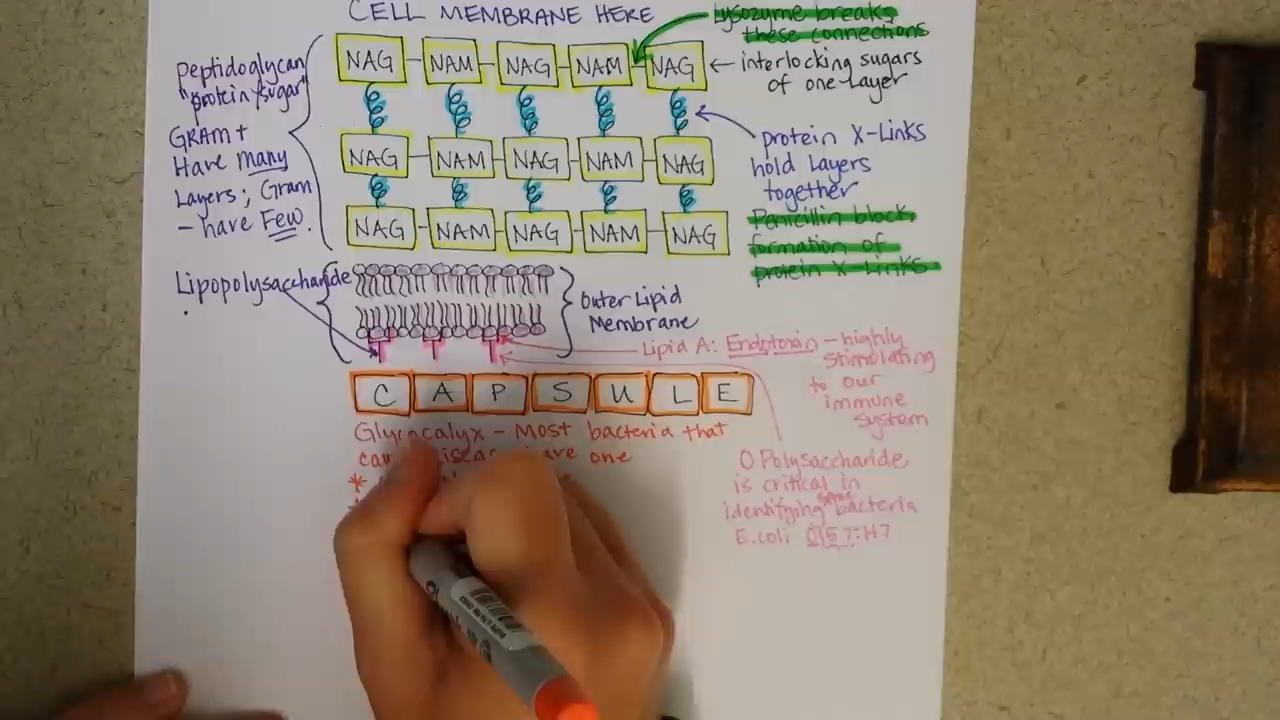 CELL MEMBRANE HERE
Lysozyme breaks
these connections
NAG NAM NAG NAM NAG
← interlocking sugars
of one Layer
Peptidoglycan
"protein/sugar"
GRAM +
Have many
Layers; Gram
- have Few.
protein X-Links
hold Layers
together
NAG NAM NAG NAM NAG
Penicillin block
formation of
protein X-Links
NAG NAM NAG NAM NAG
Lipopolysaccharide
Outer Lipid
Membrane
Lipid A: Endotoxin - highly
stimulating
to our
immune
system
CAPSULE
Glycocalyx - Most bacteria that
have one
*
O Polysaccharide
is critical in
identifying some bacteria
E.coli O157:H7